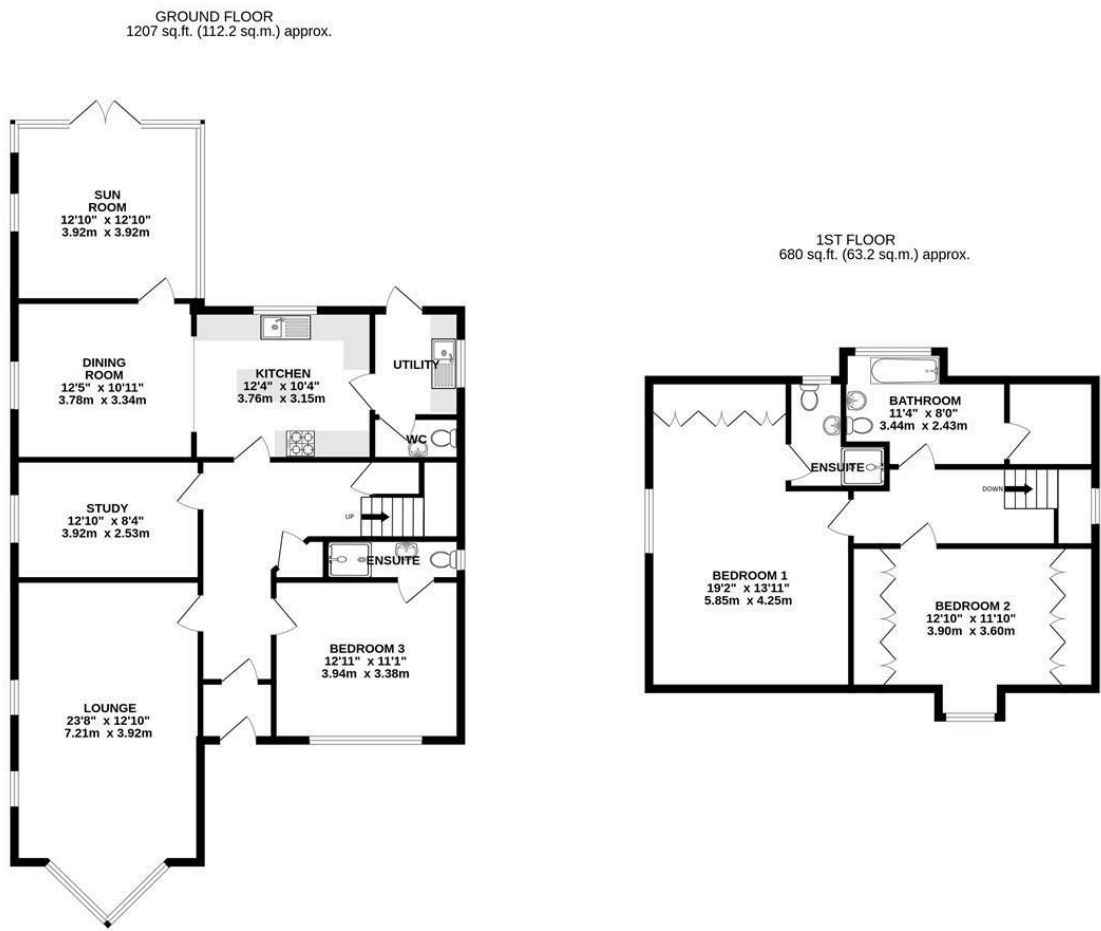 GROUND FLOOR
1207 sq.ft. (112.2 sq.m.) approx.
SUN
ROOM
12'10" x 12'10"
3.92m x 3.92m
DINING
ROOM
12'5" x 10'11"
3.78m x 3.34m
KITCHEN
12'4" x 10'4"
3.76m x 3.15m
UTILITY
WC
STUDY
12'10" x 8'4"
3.92m x 2.53m
UP
ENSUITE
BEDROOM 3
12'11" x 11'1"
3.94m x 3.38m
LOUNGE
23'8" x 12'10"
7.21m x 3.92m
1ST FLOOR
680 sq.ft. (63.2 sq.m.) approx.
BATHROOM
11'4" x 8'0"
3.44m x 2.43m
ENSUITE
DOWN
BEDROOM 1
19'2" x 13'11"
5.85m x 4.25m
BEDROOM 2
12'10" x 11'10"
3.90m x 3.60m